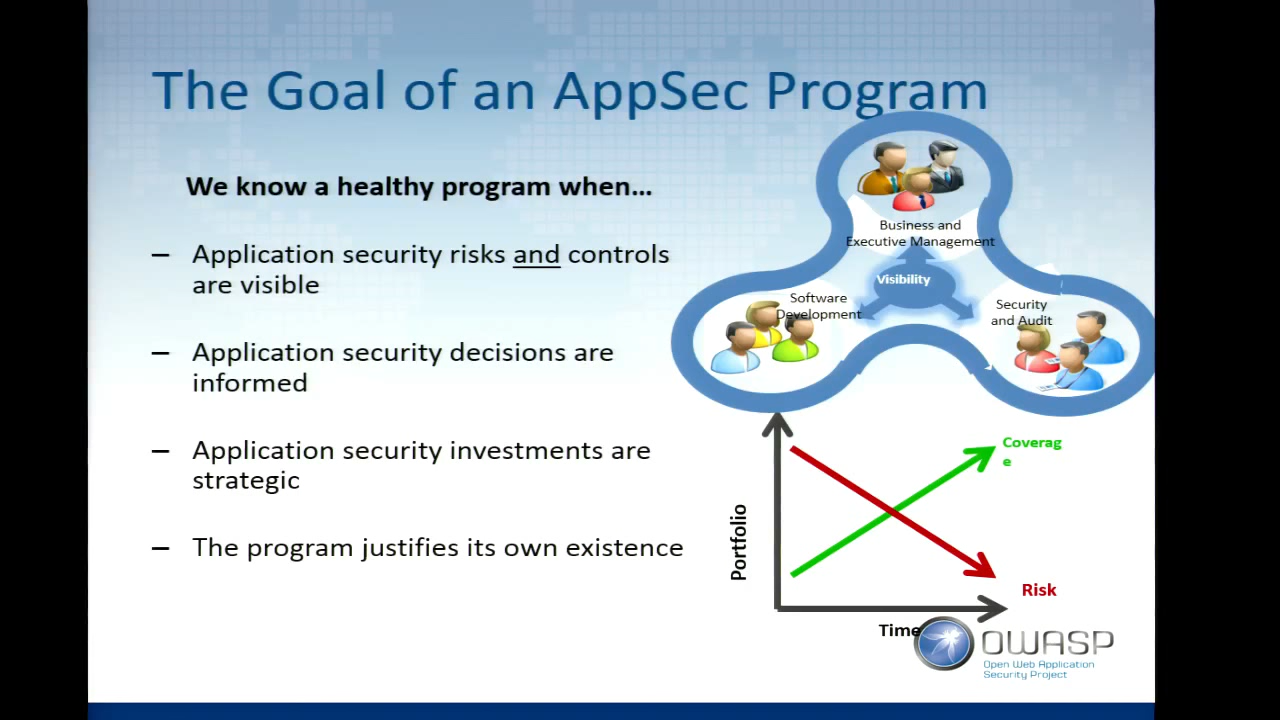 The Goal of an AppSec Program
We know a healthy program when...
– Application security risks and controls
are visible
– Application security decisions are
informed
– Application security investments are
strategic
– The program justifies its own existence
Business and
Executive Management
Visibility
Software
Development
Security
and Audit
Coverag
e
Portfolio
Risk
Time
OWASP
Open Web Application
Security Project